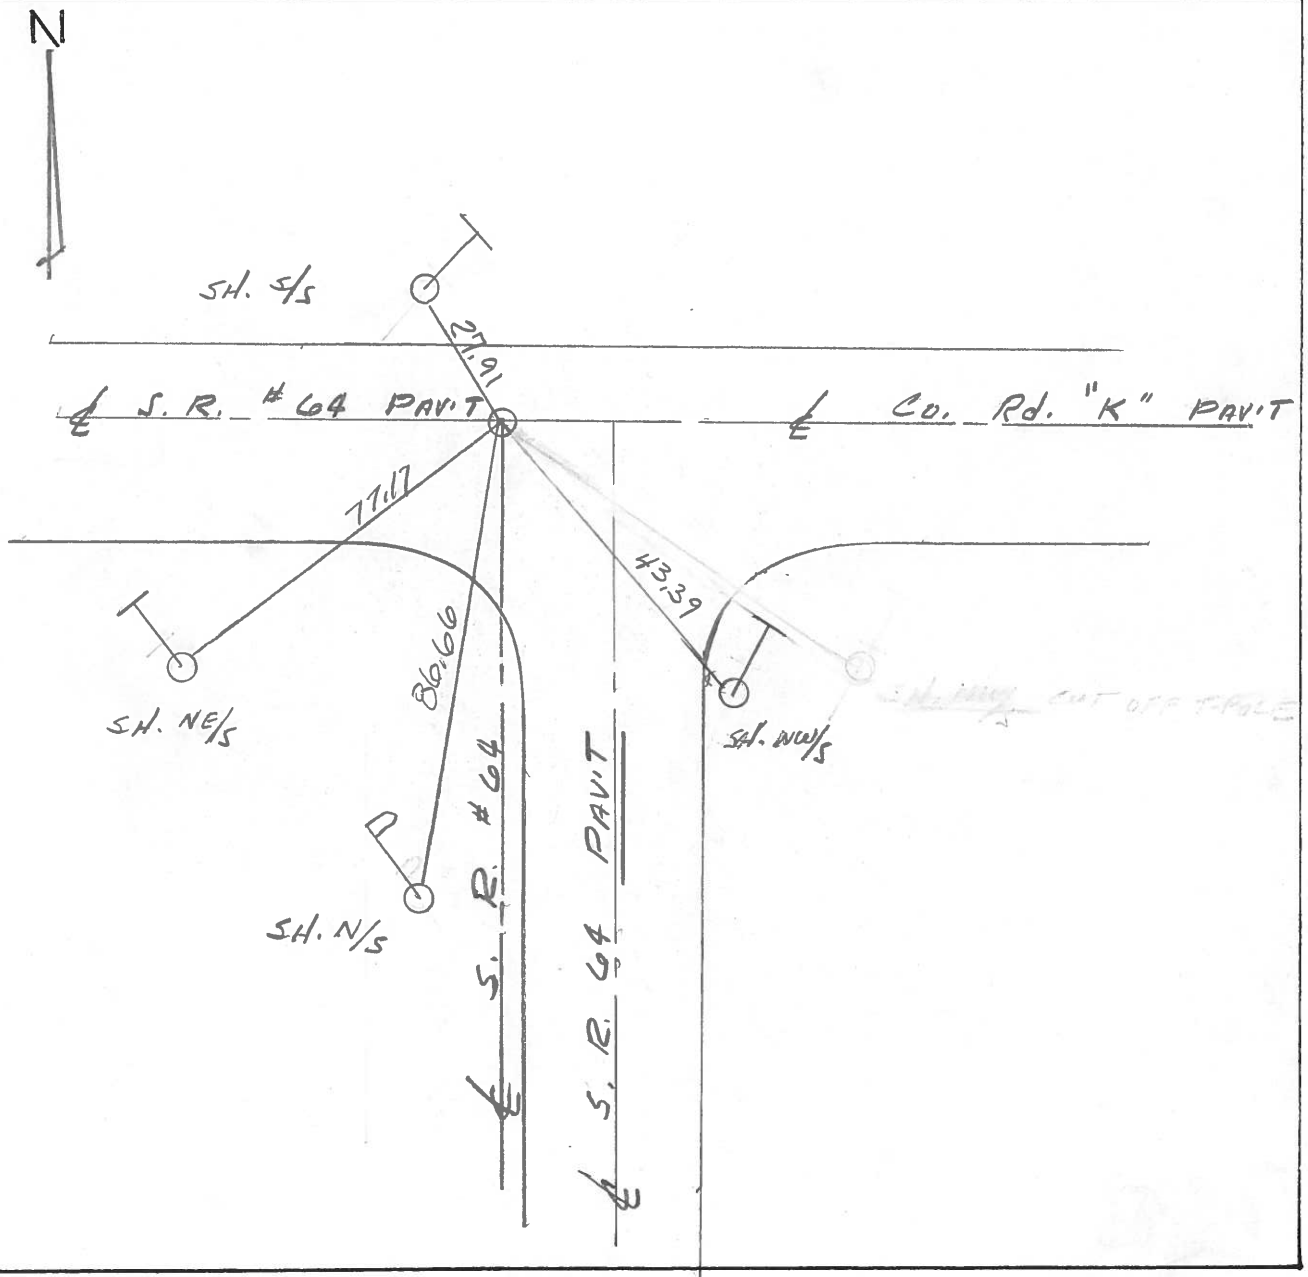 N
SH. S/S
27.91
℄ S. R. # 64 PAV'T
℄ Co. Rd. "K" PAV'T
77.17
43.39
86.66
SH. NE/S
SH. NW/S
CUT OFF
SH. N/S
℄ S. R. # 64
℄ S. R. 64 PAV'T